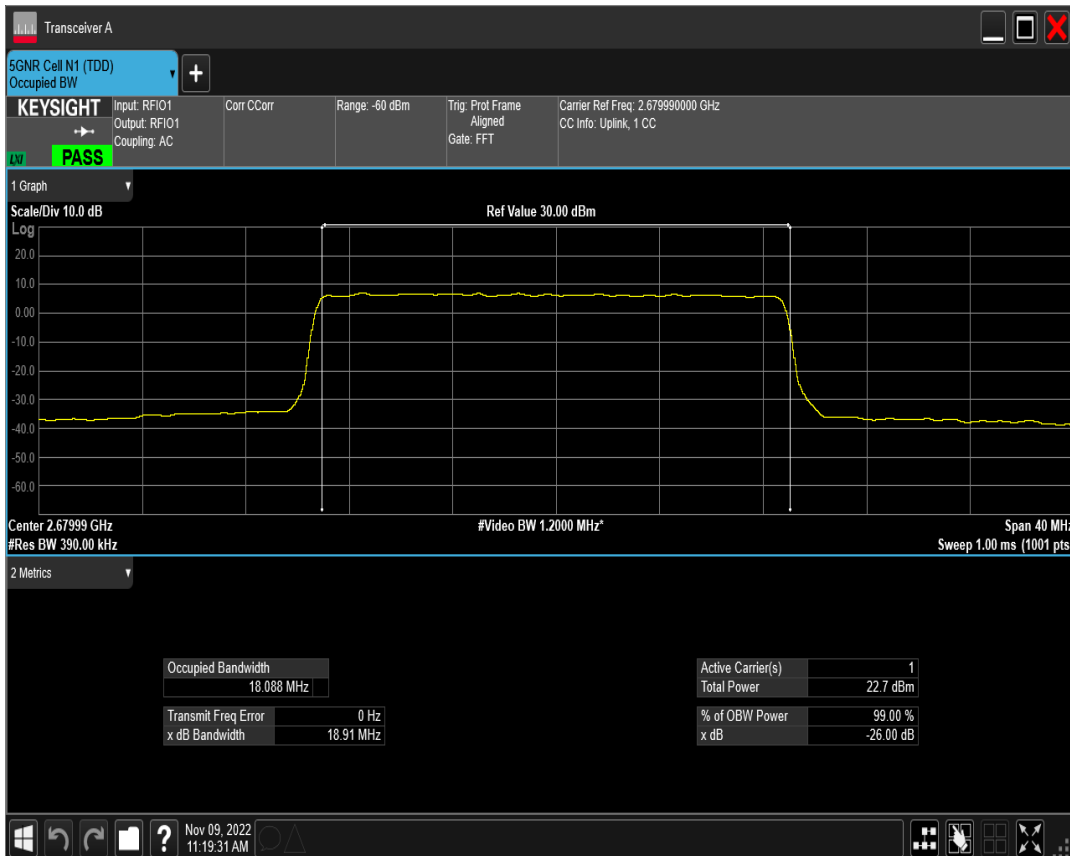 Transceiver A
5GNR Cell N1 (TDD)
Occupied BW
+
KEYSIGHT
LXI
PASS
Input: RFIO1
Output: RFIO1
Coupling: AC
Corr CCorr
Range: -60 dBm
Trig: Prot Frame
Aligned
Gate: FFT
Carrier Ref Freq: 2.679990000 GHz
CC Info: Uplink, 1 CC
1 Graph
Scale/Div 10.0 dB
Ref Value 30.00 dBm
Log
20.0
10.0
0.00
-10.0
-20.0
-30.0
-40.0
-50.0
-60.0
Center 2.67999 GHz
#Video BW 1.2000 MHz*
Span 40 MHz
#Res BW 390.00 kHz
Sweep 1.00 ms (1001 pts
2 Metrics
Occupied Bandwidth
18.088 MHz
Transmit Freq Error 0 Hz
x dB Bandwidth 18.91 MHz
Active Carrier(s) 1
Total Power 22.7 dBm
% of OBW Power 99.00 %
x dB -26.00 dB
?
Nov 09, 2022
11:19:31 AM